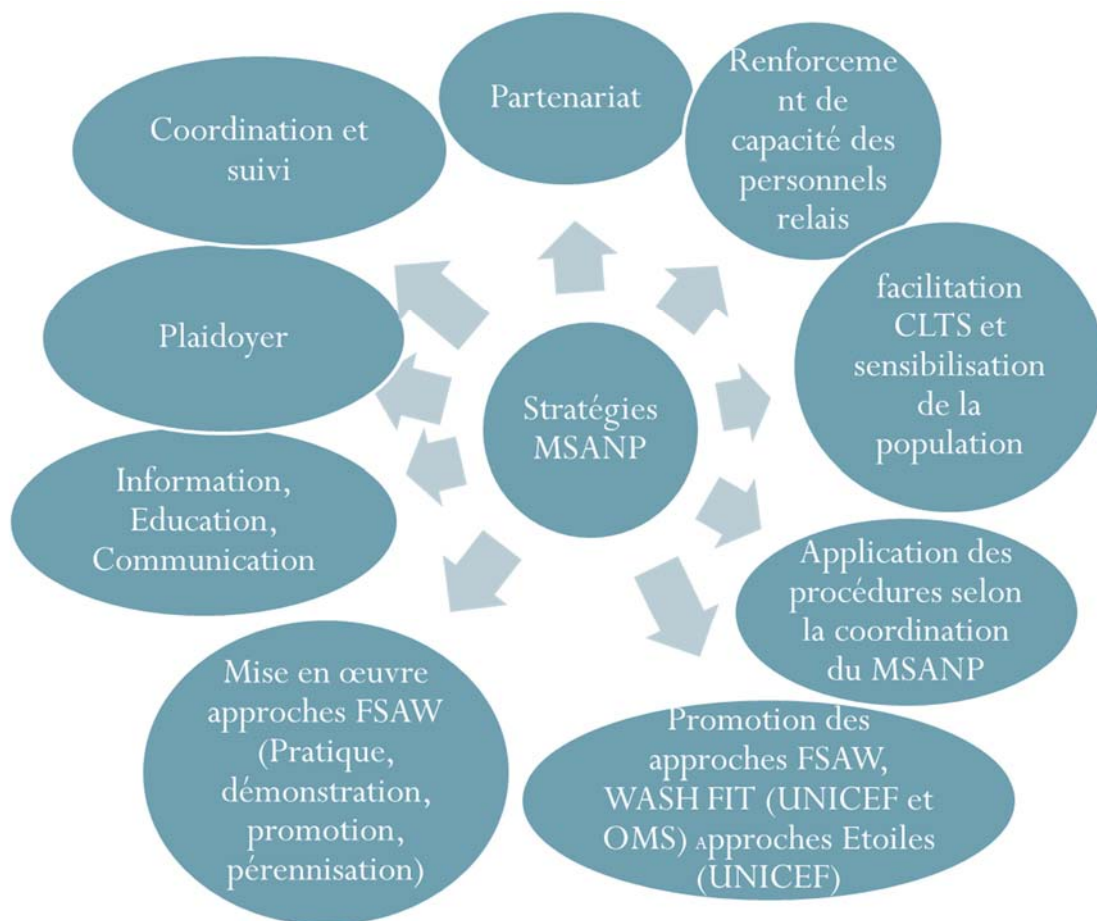 Partenariat
Renforceme
nt de
capacité des
personnels
relais
facilitation
CLTS et
sensibilisation
de la
population
Application des
procédures selon
la coordination
du MSANP
Promotion des
approches FSAW,
WASH FIT (UNICEF et
OMS) Approches Etoiles
(UNICEF)
Mise en œuvre
approches FSAW
(Pratique,
démonstration,
promotion,
pérennisation)
Information,
Education,
Communication
Plaidoyer
Coordination et
suivi
Stratégies
MSANP